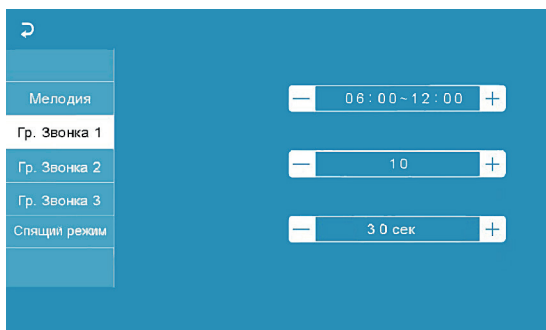 Мелодия
Гр. Звонка 1
Гр. Звонка 2
Гр. Звонка 3
Спящий режим
— 06:00~12:00 +
— 10 +
— 30 сек +